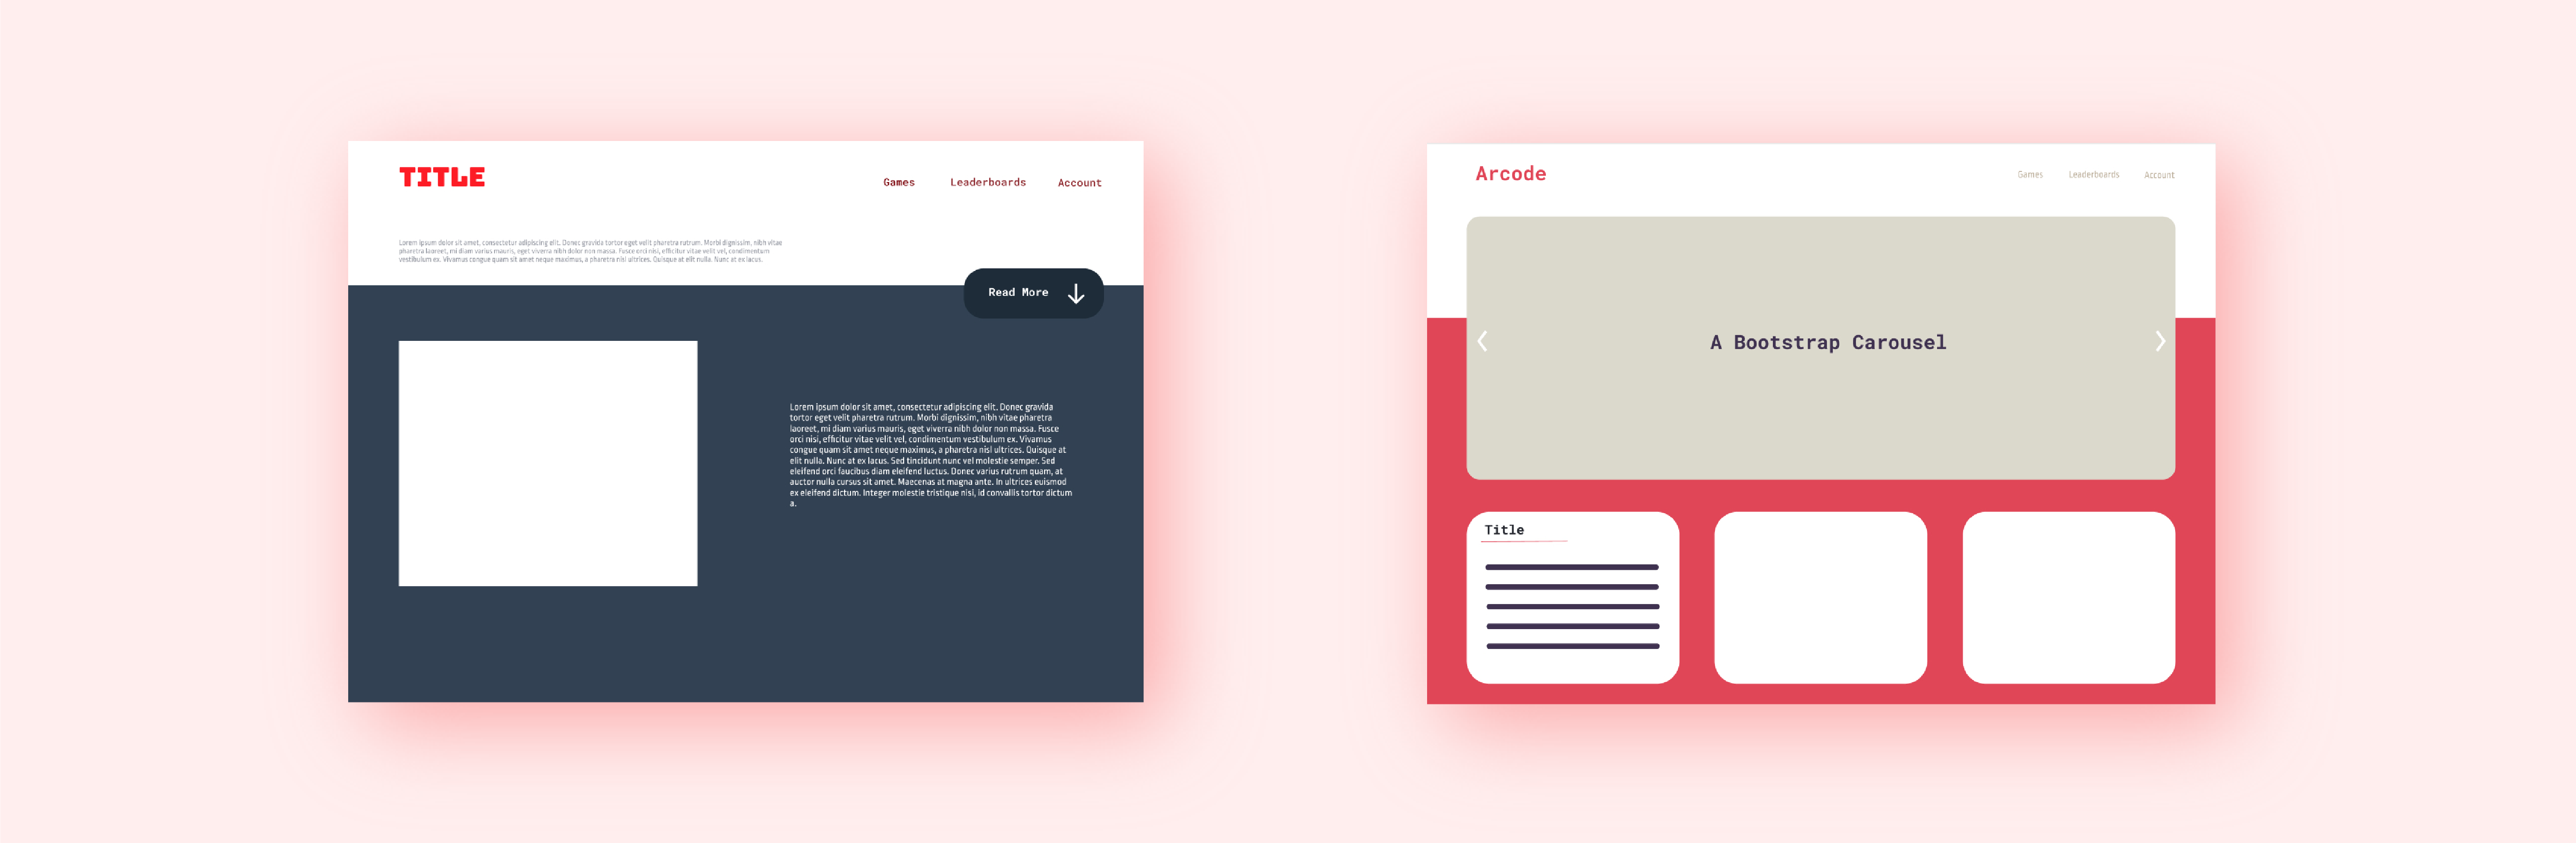 TITLE
Games Leaderboards Account
Lorem ipsum dolor sit amet, consectetur adipiscing elit. Donec gravida tortor eget velit pharetra rutrum. Morbi dignissim, nibh vitae
pharetra laoreet, mi diam varius mauris, eget viverra nibh dolor non massa. Fusce orci nisi, efficitur vitae velit vel, condimentum
vestibulum ex. Vivamus congue quam sit amet neque maximus, a pharetra nisl ultrices. Quisque at elit nulla. Nunc at ex lacus.
Read More
Lorem ipsum dolor sit amet, consectetur adipiscing elit. Donec gravida
tortor eget velit pharetra rutrum. Morbi dignissim, nibh vitae pharetra
laoreet, mi diam varius mauris, eget viverra nibh dolor non massa. Fusce
orci nisi, efficitur vitae velit vel, condimentum vestibulum ex. Vivamus
congue quam sit amet neque maximus, a pharetra nisl ultrices. Quisque at
elit nulla. Nunc at ex lacus. Sed tincidunt nunc vel molestie semper. Sed
eleifend orci faucibus diam eleifend luctus. Donec varius rutrum quam, at
auctor nulla cursus sit amet. Maecenas at magna ante. In ultrices euismod
ex eleifend dictum. Integer molestie tristique nisi, id convallis tortor dictum
a.
Arcode
Games Leaderboards Account
A Bootstrap Carousel
Title